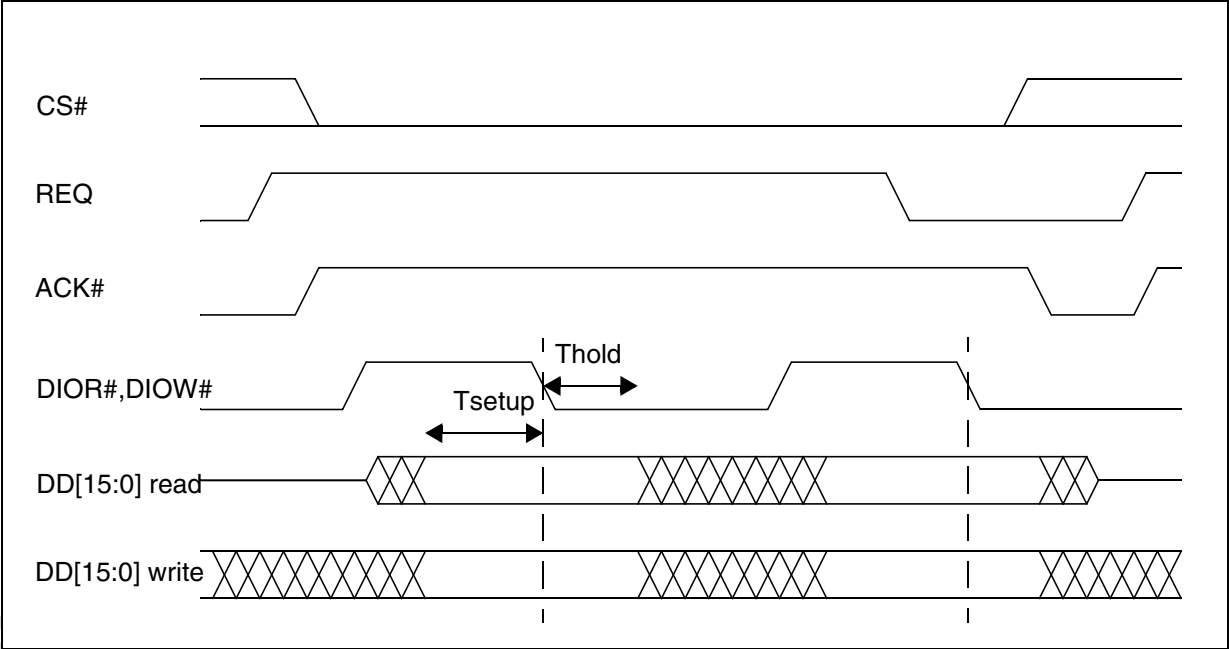 CS#
REQ
ACK#
Thold
DIOR#,DIOW#
Tsetup
DD[15:0] read
DD[15:0] write